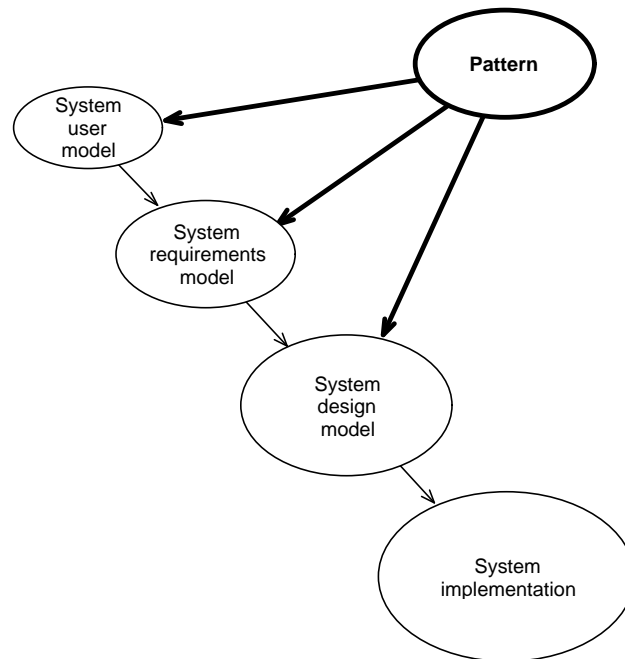 Pattern
System
user
model
System
requirements
model
System
design
model
System
implementation